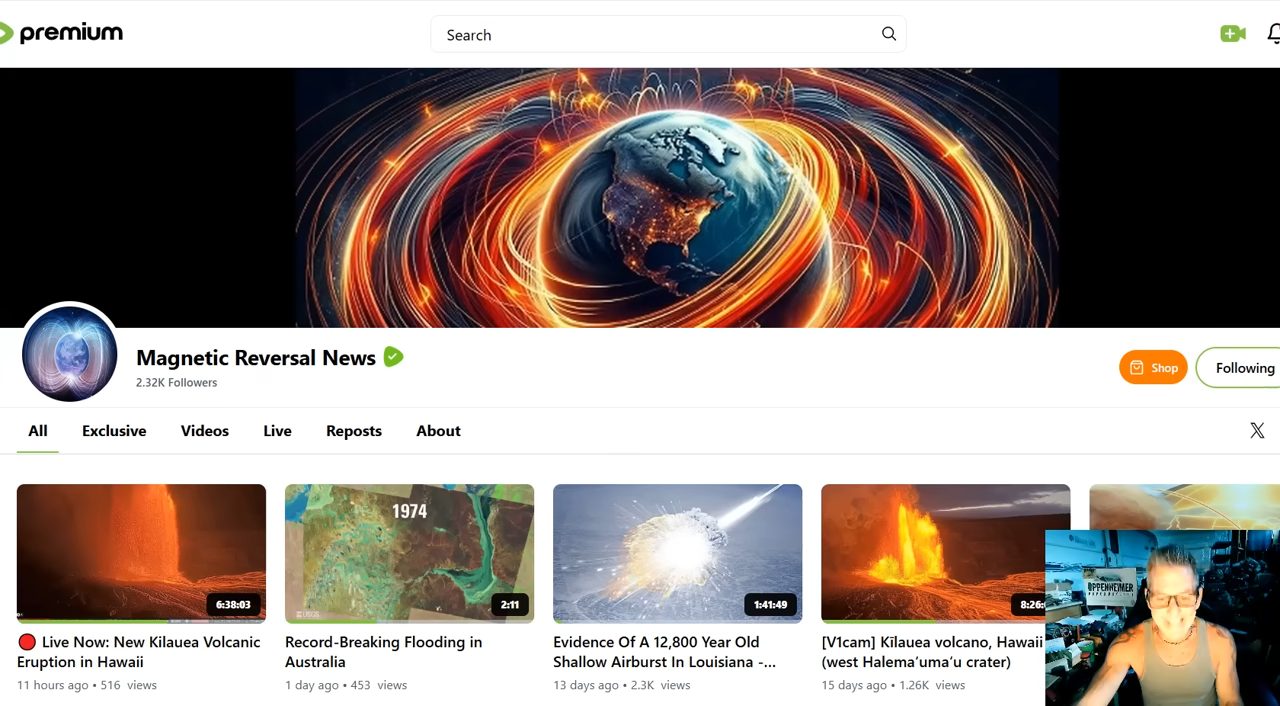 premium
Search
Magnetic Reversal News
2.32K Followers
Shop
Following
All
Exclusive
Videos
Live
Reposts
About
1974
USGS
6:38:03
2:11
1:41:49
8:26:
OPPENHEIMER
🔴 Live Now: New Kilauea Volcanic
Eruption in Hawaii
11 hours ago • 516 views
Record-Breaking Flooding in
Australia
1 day ago • 453 views
Evidence Of A 12,800 Year Old
Shallow Airburst In Louisiana -...
13 days ago • 2.3K views
[V1cam] Kīlauea volcano, Hawaii
(west Halemaʻumaʻu crater)
15 days ago • 1.26K views